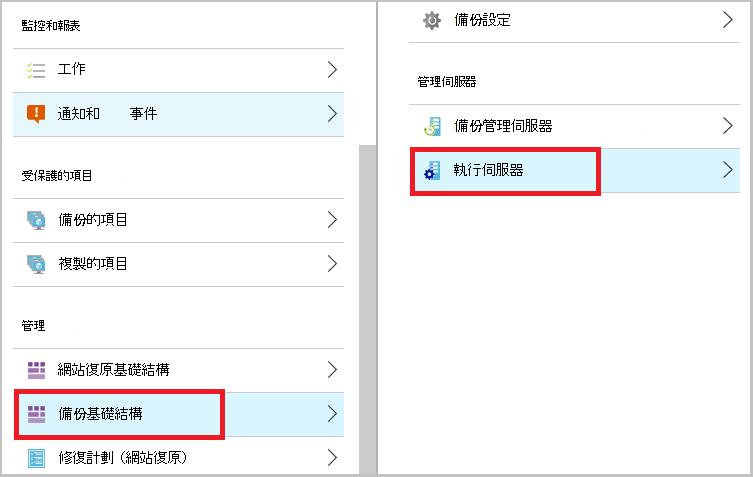 監控和報表
工作
通知和 事件
受保護的項目
備份的項目
複製的項目
管理
網站復原基礎結構
備份基礎結構
修復計劃 (網站復原)
備份設定
管理伺服器
備份管理伺服器
執行伺服器